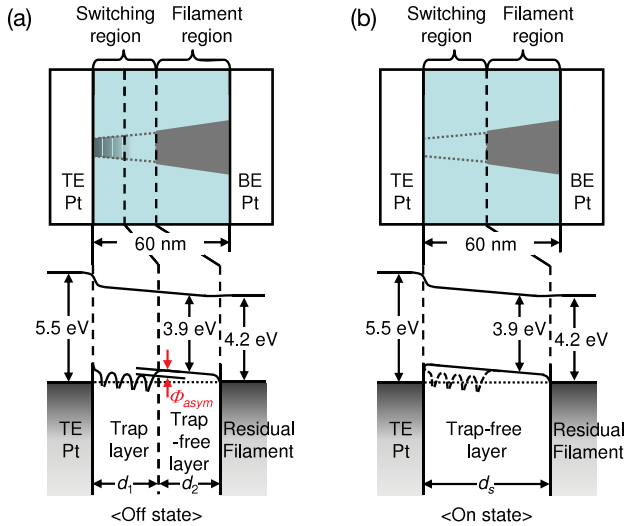 (a)
Switching
region
Filament
region
TE
Pt
BE
Pt
60 nm
5.5 eV
3.9 eV
4.2 eV
Φasym
TE
Pt
Trap
layer
Trap
-free
layer
Residual
Filament
d1
d2
<Off state>
(b)
Switching
region
Filament
region
TE
Pt
BE
Pt
60 nm
5.5 eV
3.9 eV
4.2 eV
TE
Pt
Trap-free
layer
Residual
Filament
ds
<On state>